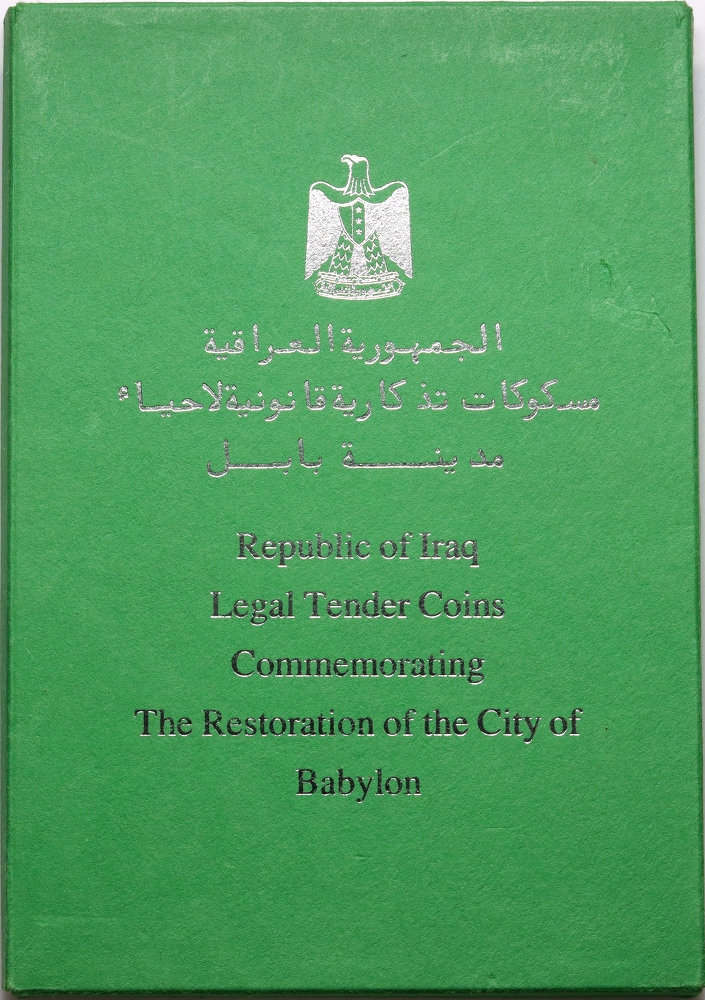 الجمهورية العراقية
مسكوكات تذكارية قانونية لاحياء
مدينة بابل
Republic of Iraq
Legal Tender Coins
Commemorating
The Restoration of the City of
Babylon